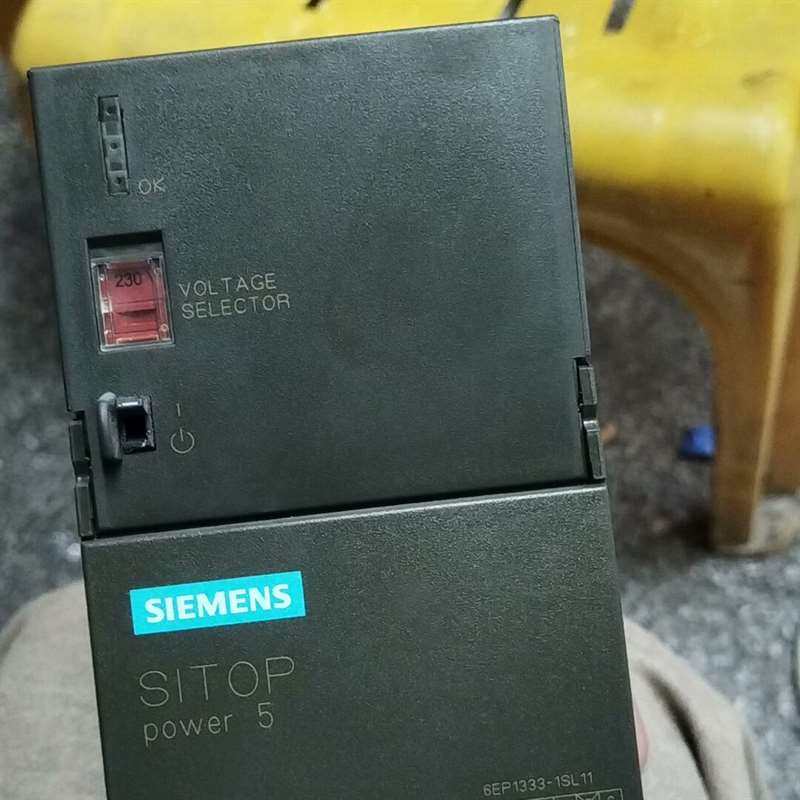 OK
230
VOLTAGE
SELECTOR
I
SIEMENS
SITOP
power 5
6EP1333-1SL11